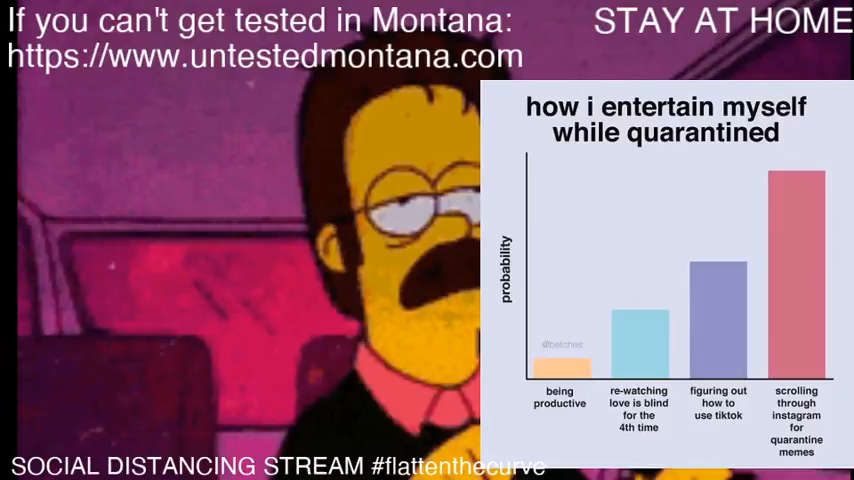 If you can't get tested in Montana:
https://www.untestedmontana.com
STAY AT HOME
how i entertain myself
while quarantined
probability
@belches
being
productive
re-watching
love is blind
for the
4th time
figuring out
how to
use tiktok
scrolling
through
instagram
for
quarantine
memes
SOCIAL DISTANCING STREAM #flattenthecurve